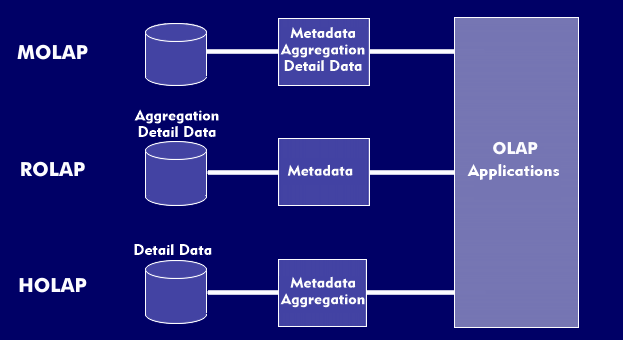 MOLAP
Metadata
Aggregation
Detail Data
Aggregation
Detail Data
ROLAP
Metadata
OLAP
Applications
Detail Data
HOLAP
Metadata
Aggregation